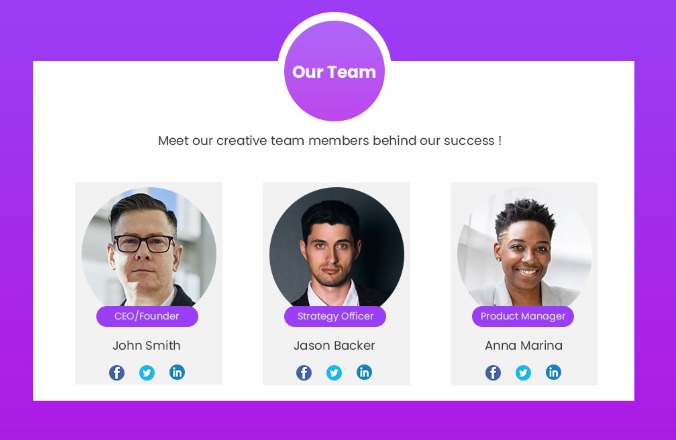 Our Team
Meet our creative team members behind our success !
CEO/Founder
Strategy Officer
Product Manager
John Smith
Jason Backer
Anna Marina